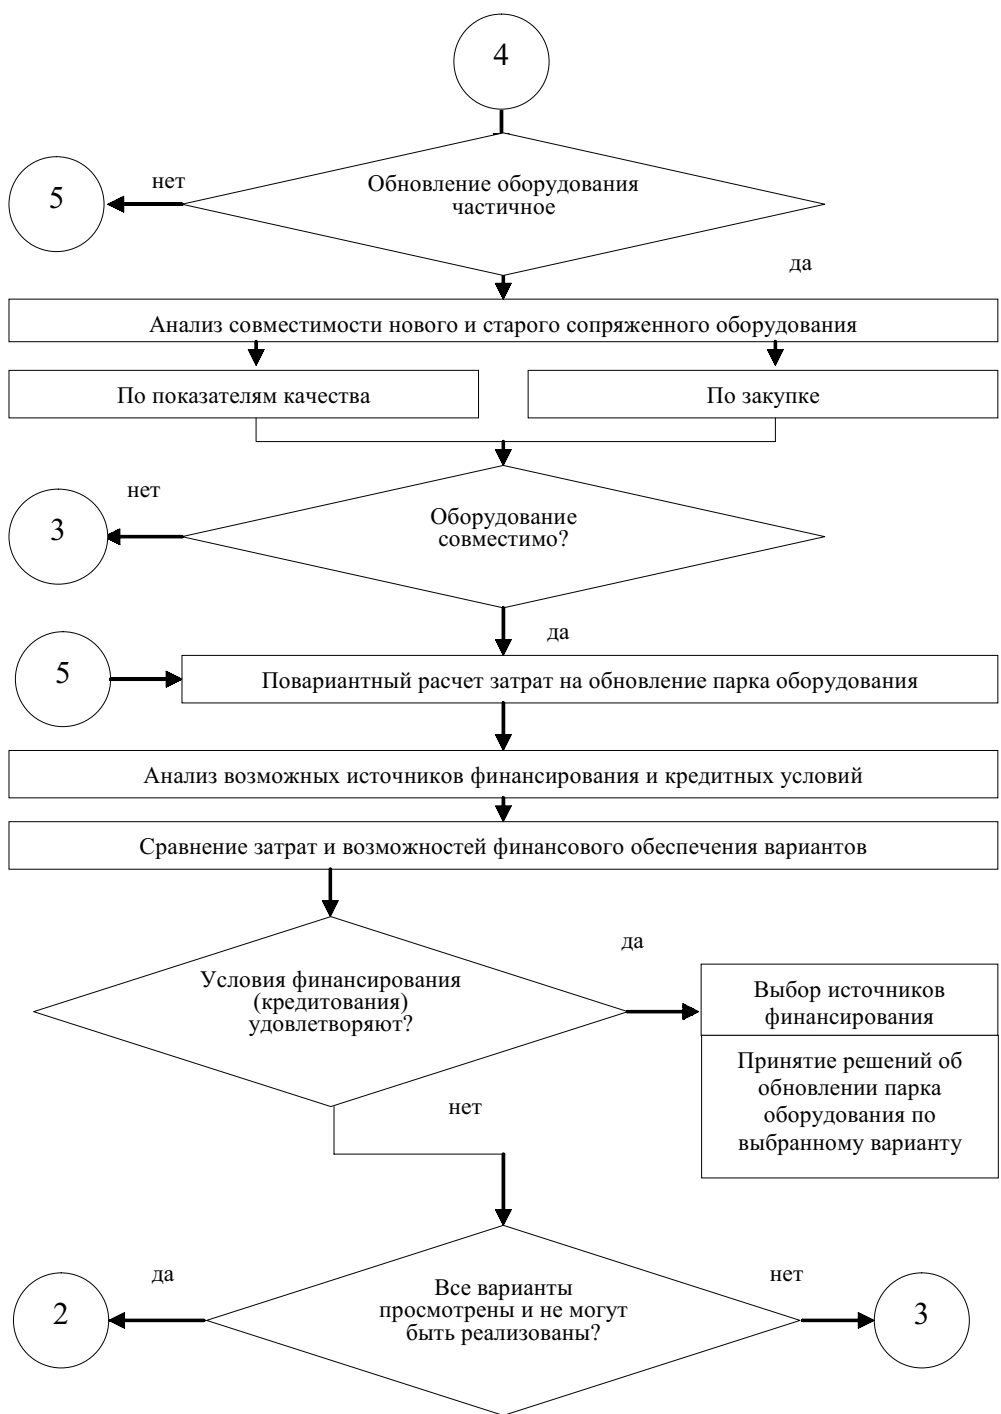 4
5
нет
Обновление оборудования
частичное
да
Анализ совместимости нового и старого сопряженного оборудования
По показателям качества
По закупке
нет
3
Оборудование
совместимо?
да
5
Повариантный расчет затрат на обновление парка оборудования
Анализ возможных источников финансирования и кредитных условий
Сравнение затрат и возможностей финансового обеспечения вариантов
да
Условия финансирования
(кредитования)
удовлетворяют?
Выбор источников
финансирования
Принятие решений об
обновлении парка
оборудования по
выбранному варианту
нет
да
нет
2
Все варианты
просмотрены и не могут
быть реализованы?
3